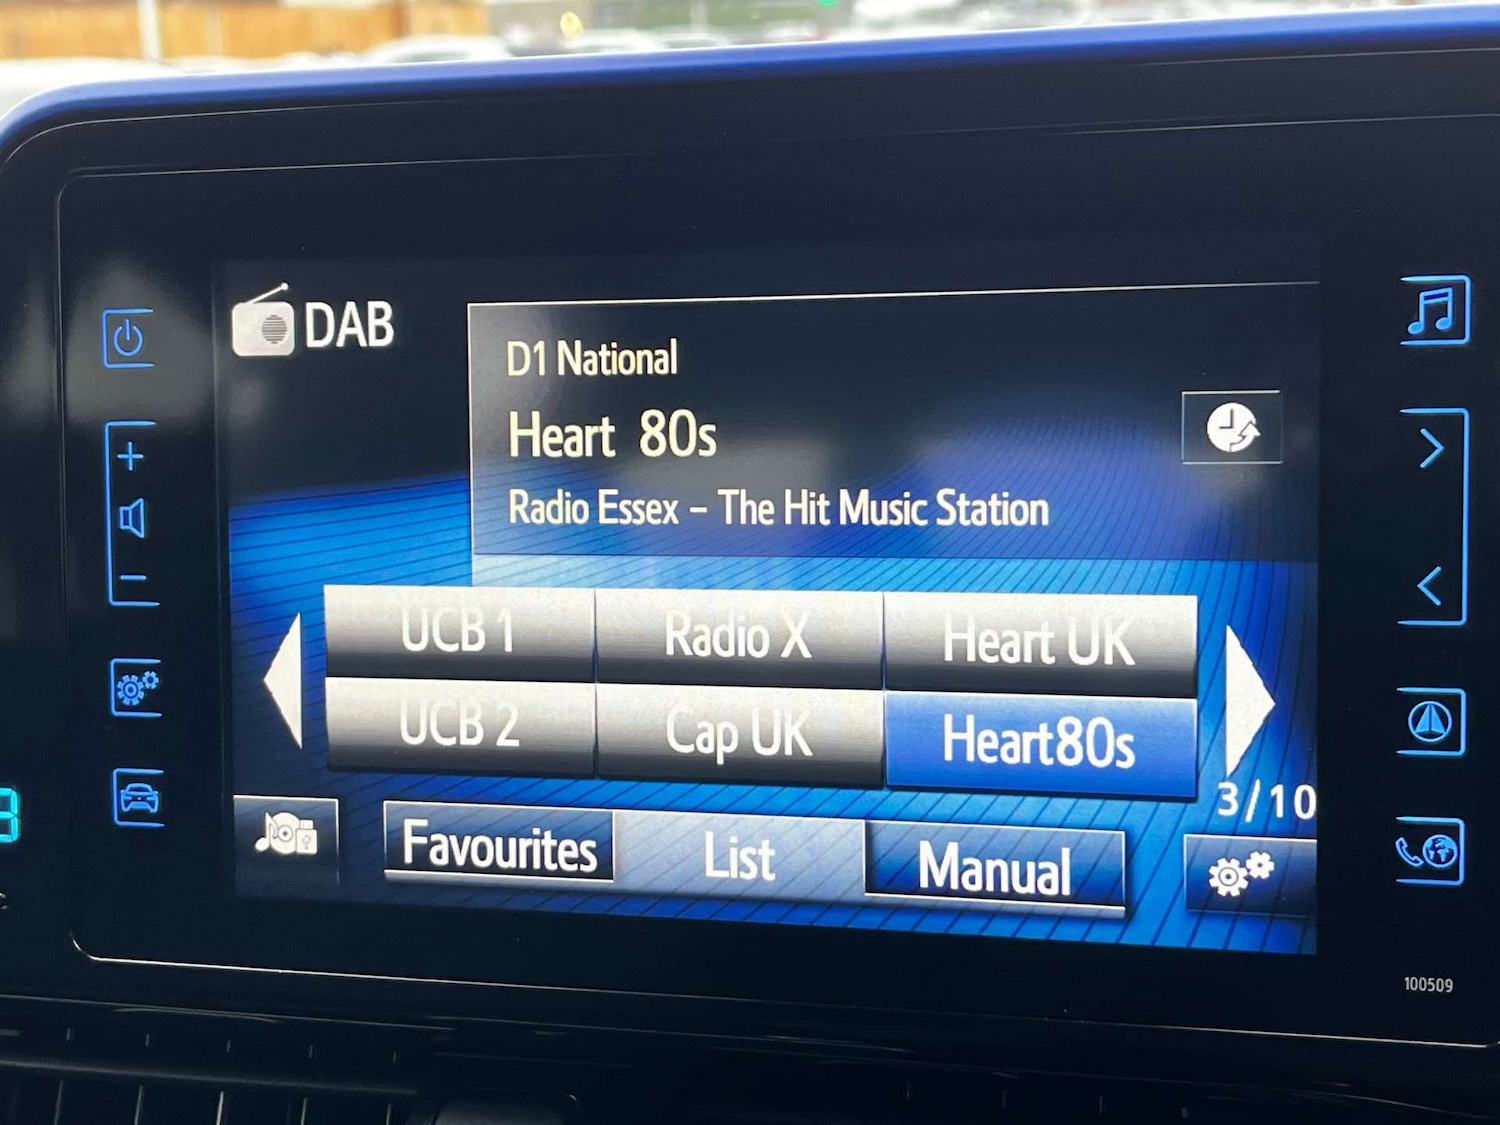 DAB
D1 National
Heart 80s
Radio Essex – The Hit Music Station
UCB 1
Radio X
Heart UK
UCB 2
Cap UK
Heart80s
3/10
Favourites
List
Manual
100509